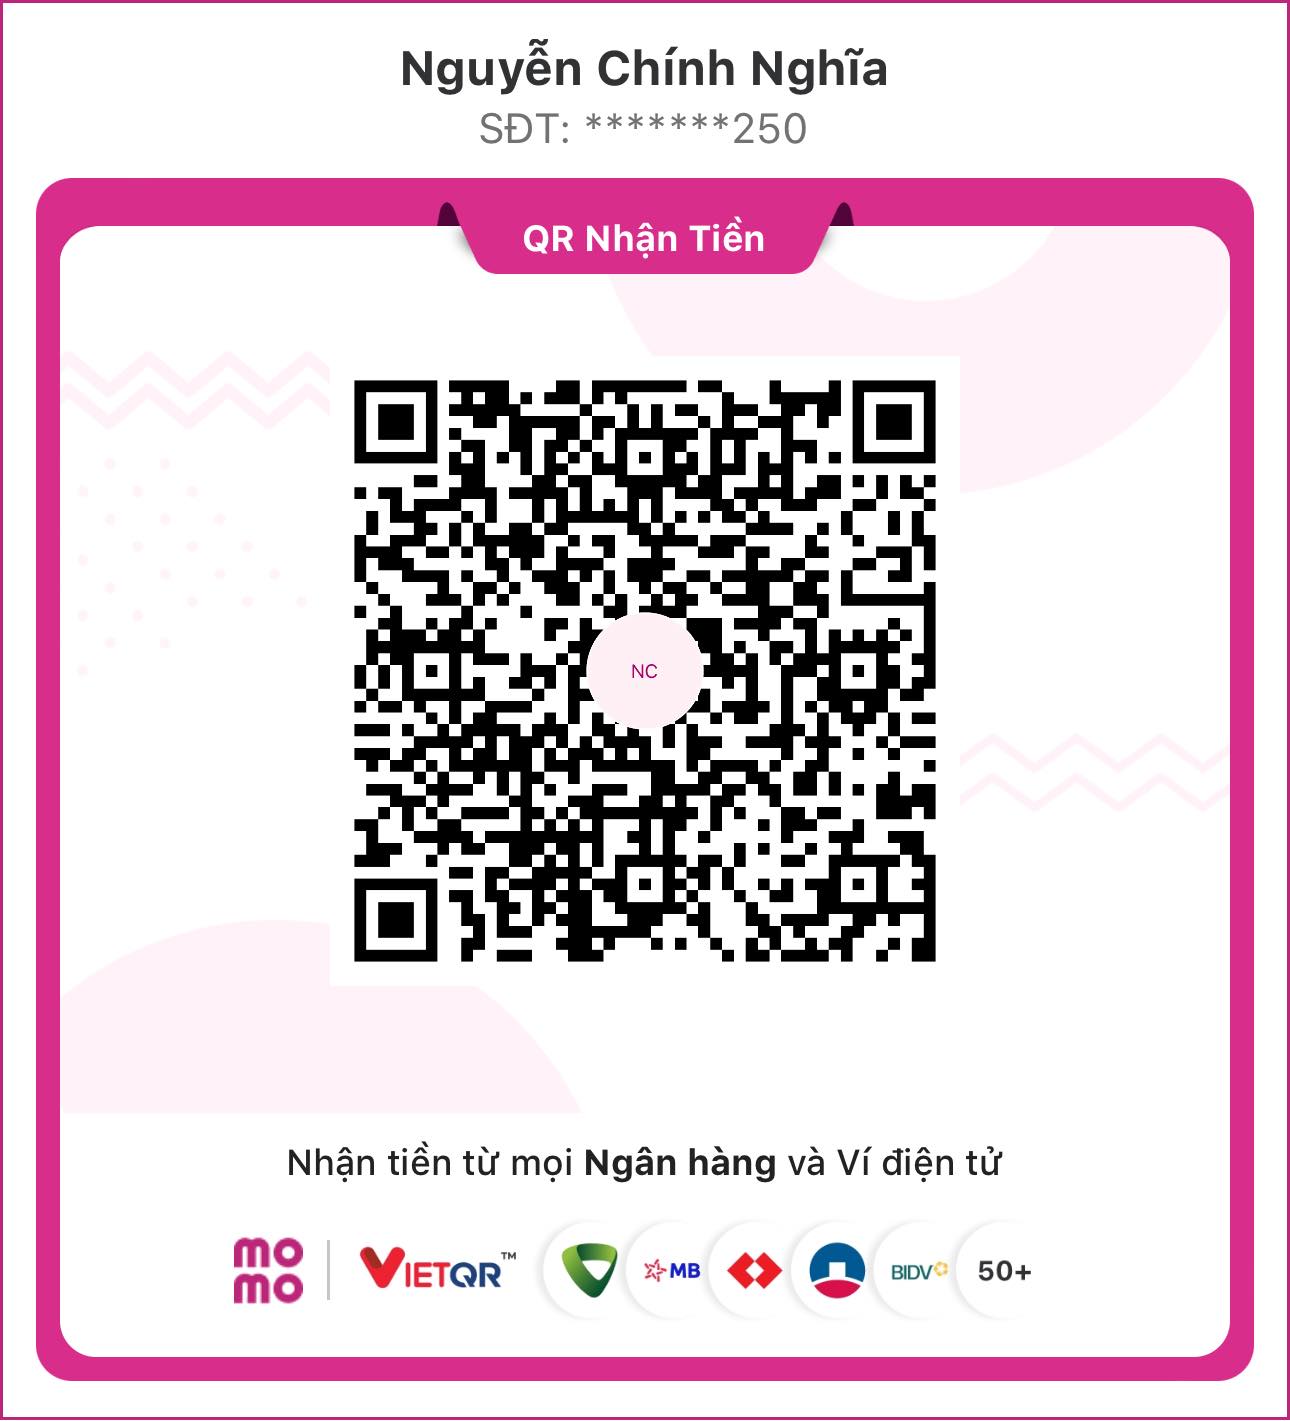 Nguyễn Chính Nghĩa
SĐT: *******250
QR Nhận Tiền
NC
Nhận tiền từ mọi Ngân hàng và Ví điện tử
mo
mo
VIETQR™
MB
BIDV
50+